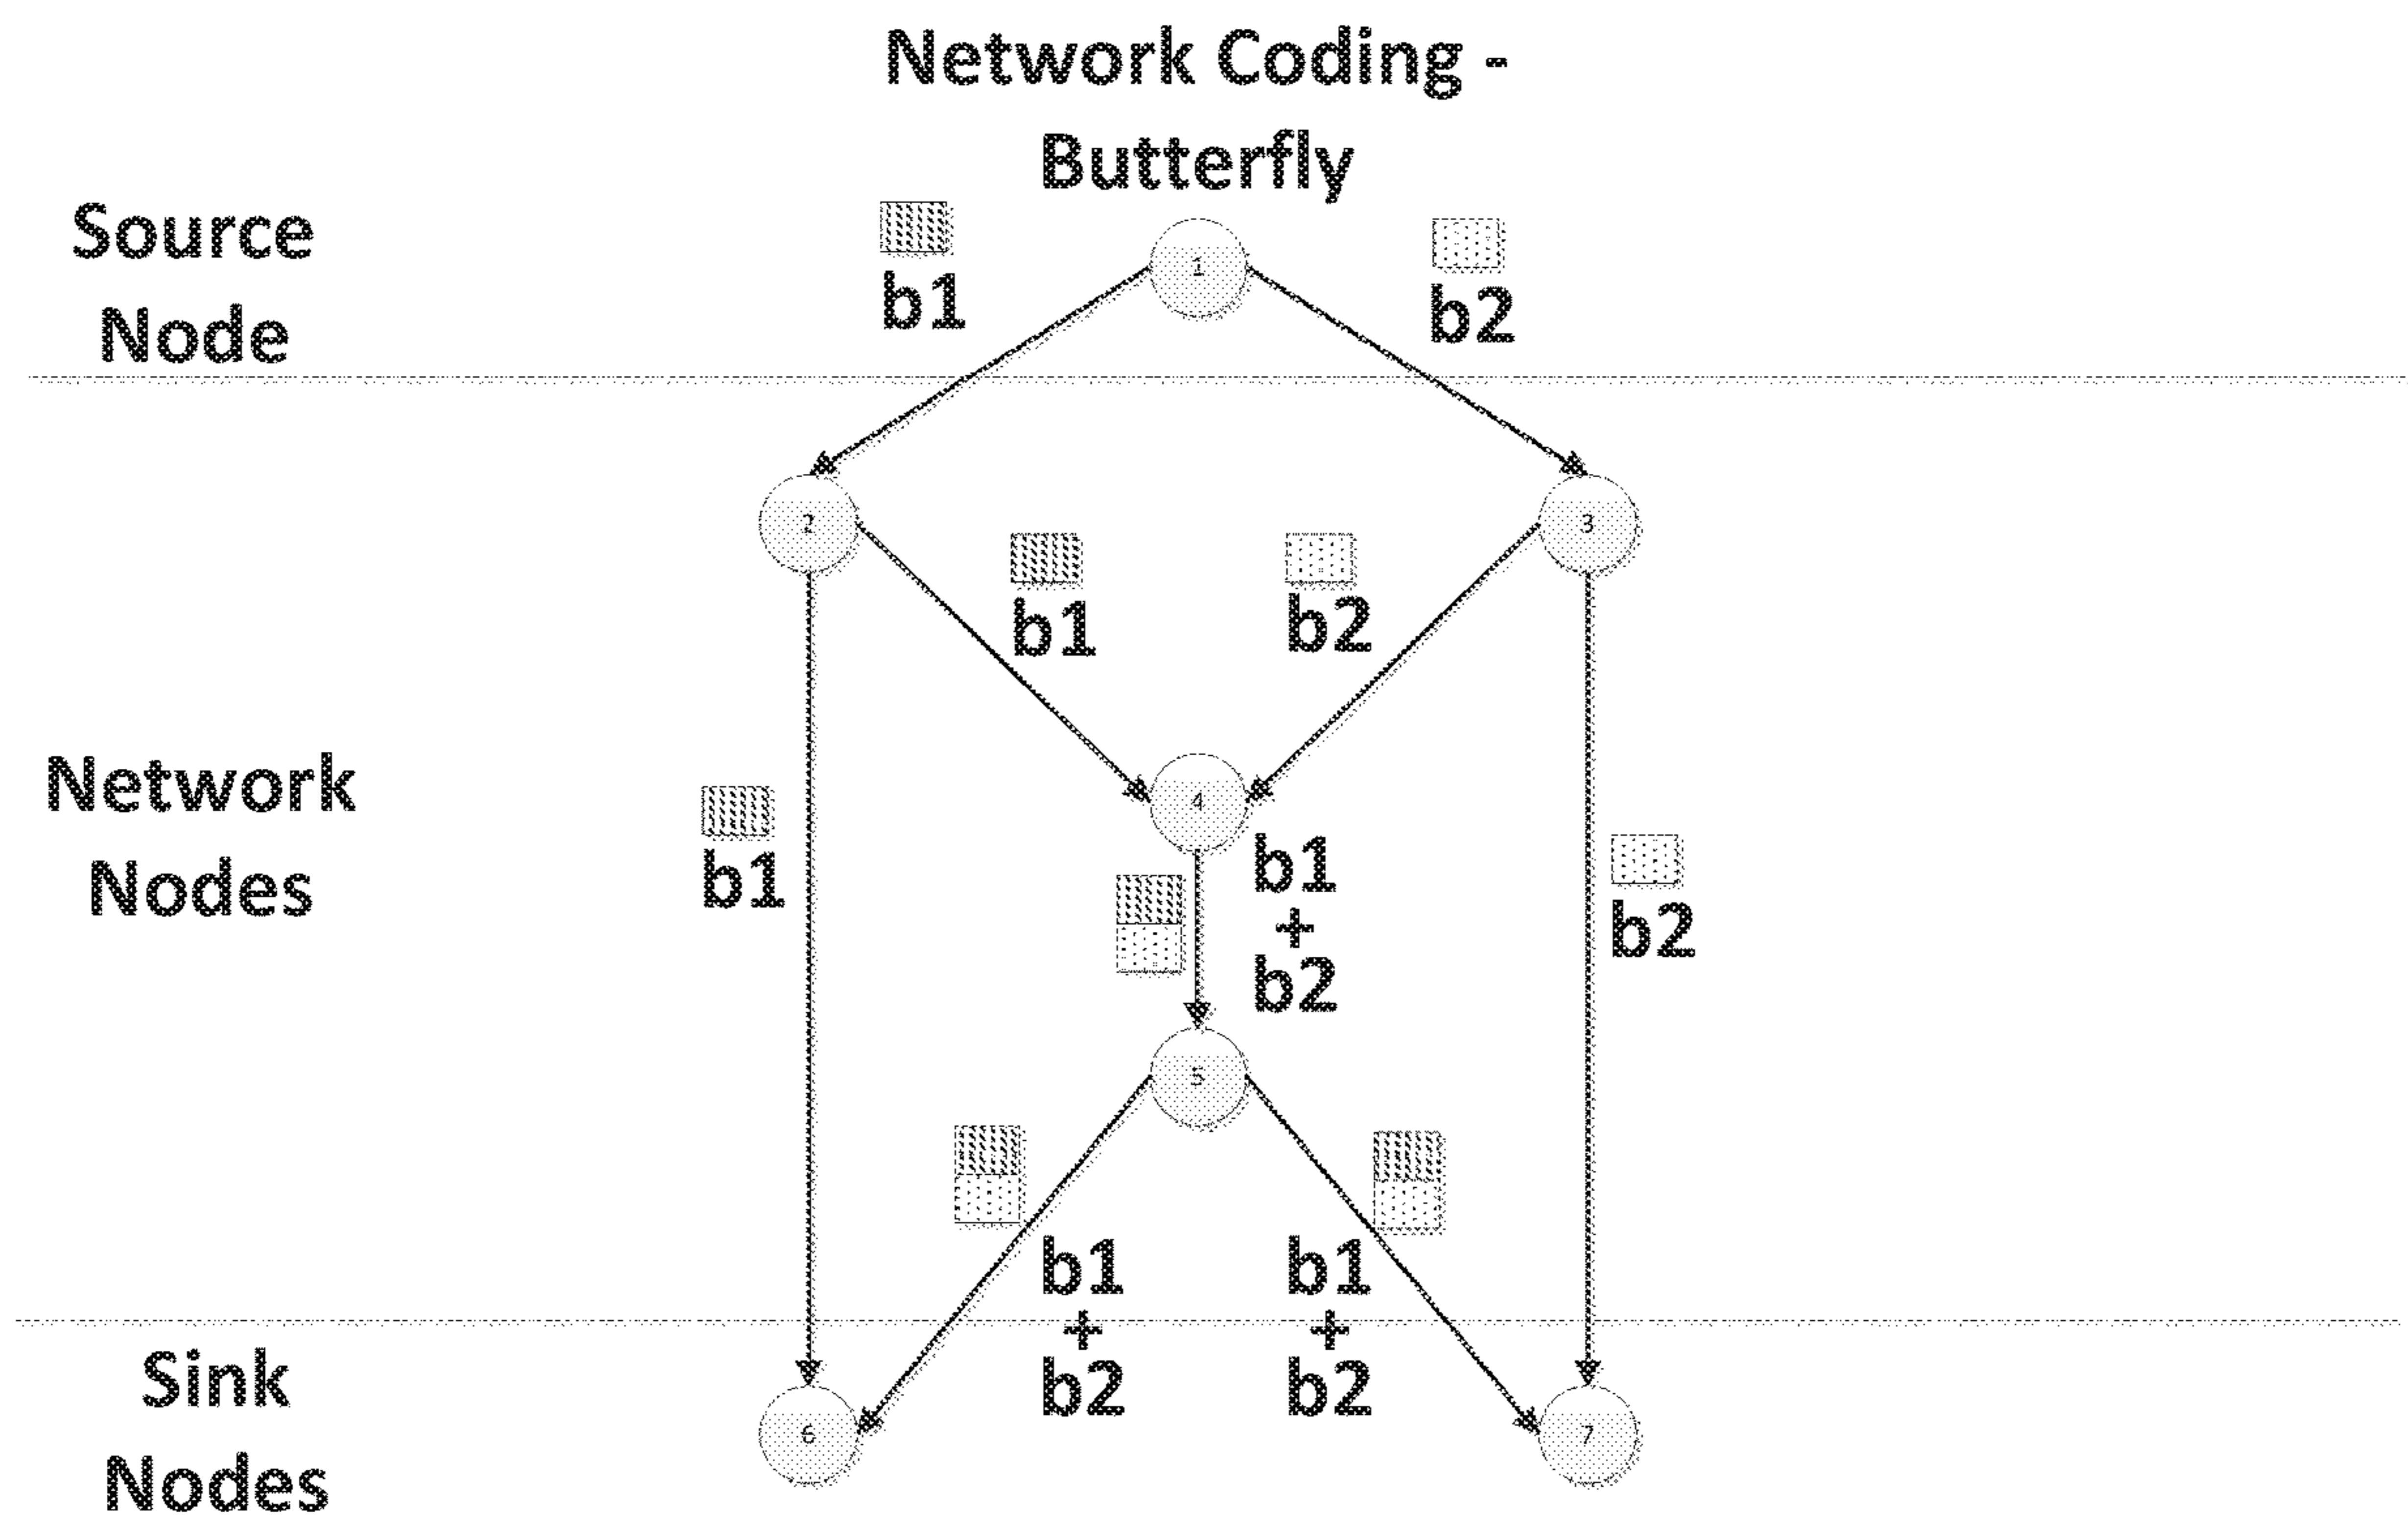 Network Coding -
Butterfly
Source
Node
b1
1
b2
2
3
b1
b2
Network
Nodes
b1
4
b1
+
b2
b2
5
b1
+
b2
b1
+
b2
Sink
Nodes
6
7